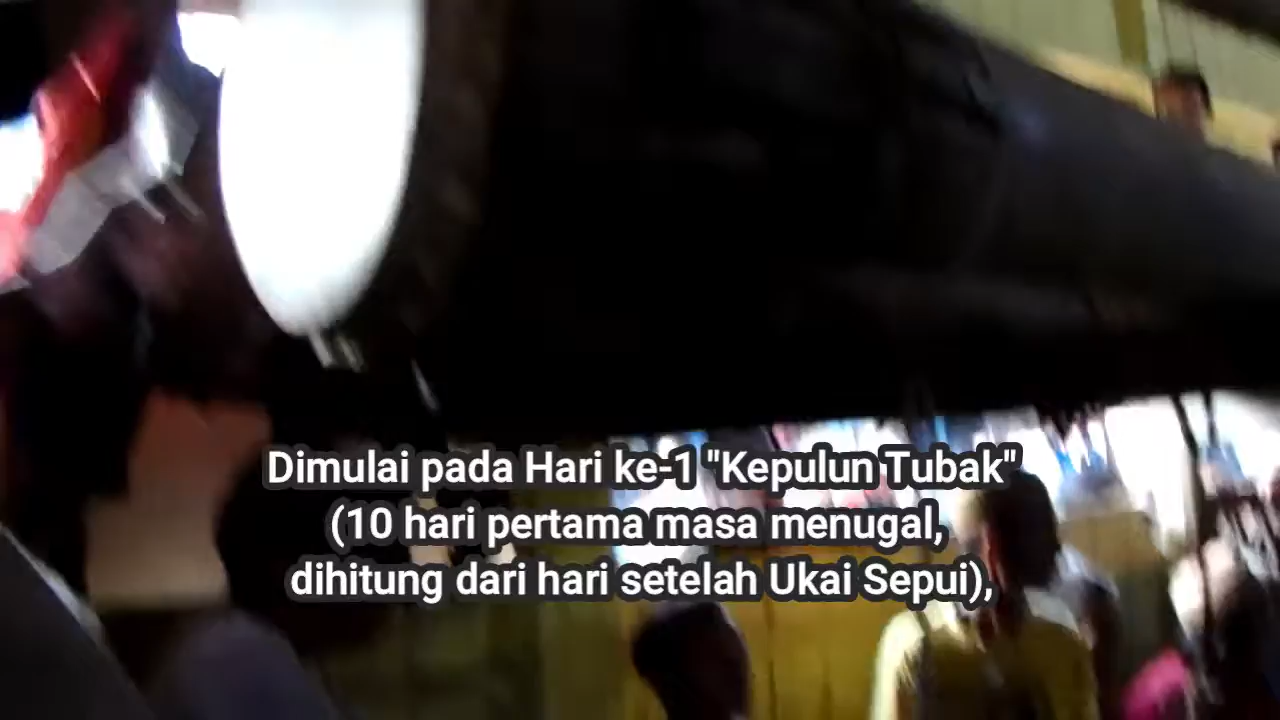 Dimulai pada Hari ke-1 "Kepulun Tubak"
(10 hari pertama masa menugal,
dihitung dari hari setelah Ukai Sepui),